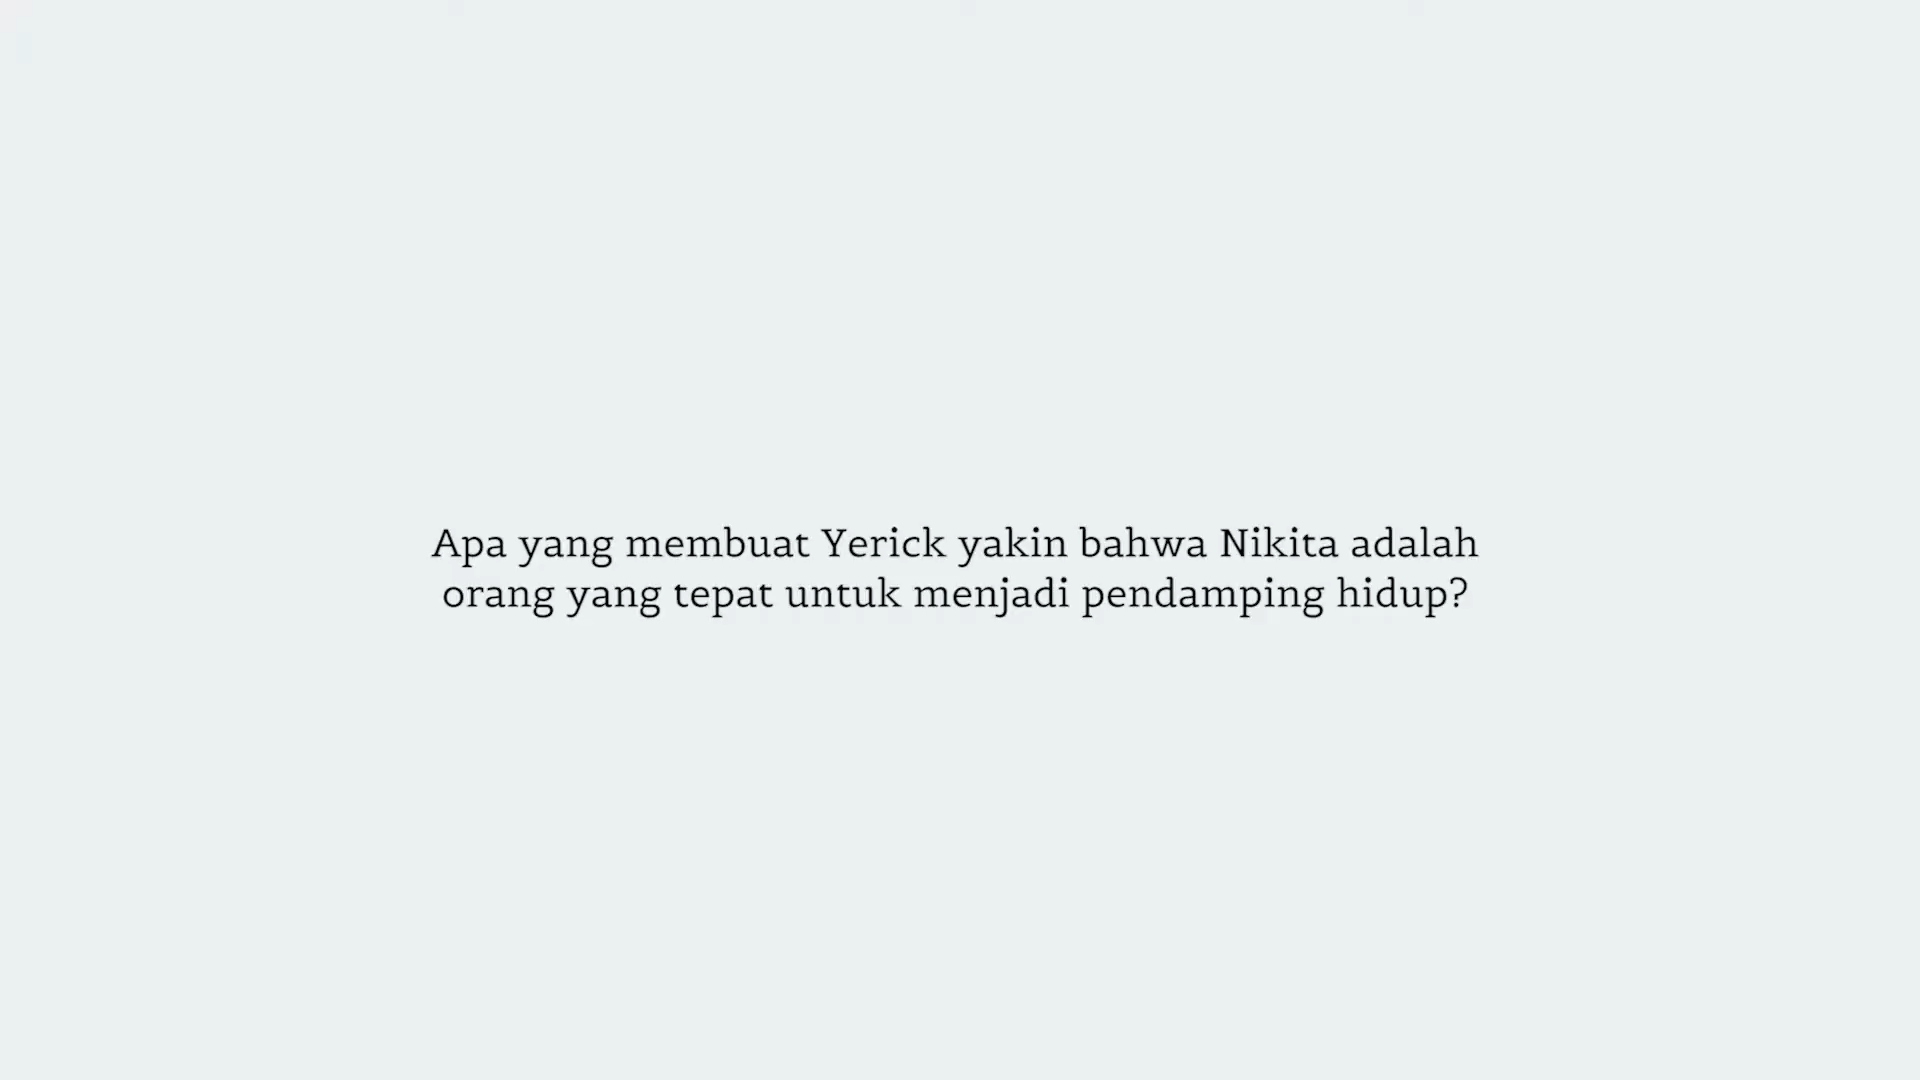 Apa yang membuat Yerick yakin bahwa Nikita adalah
orang yang tepat untuk menjadi pendamping hidup?